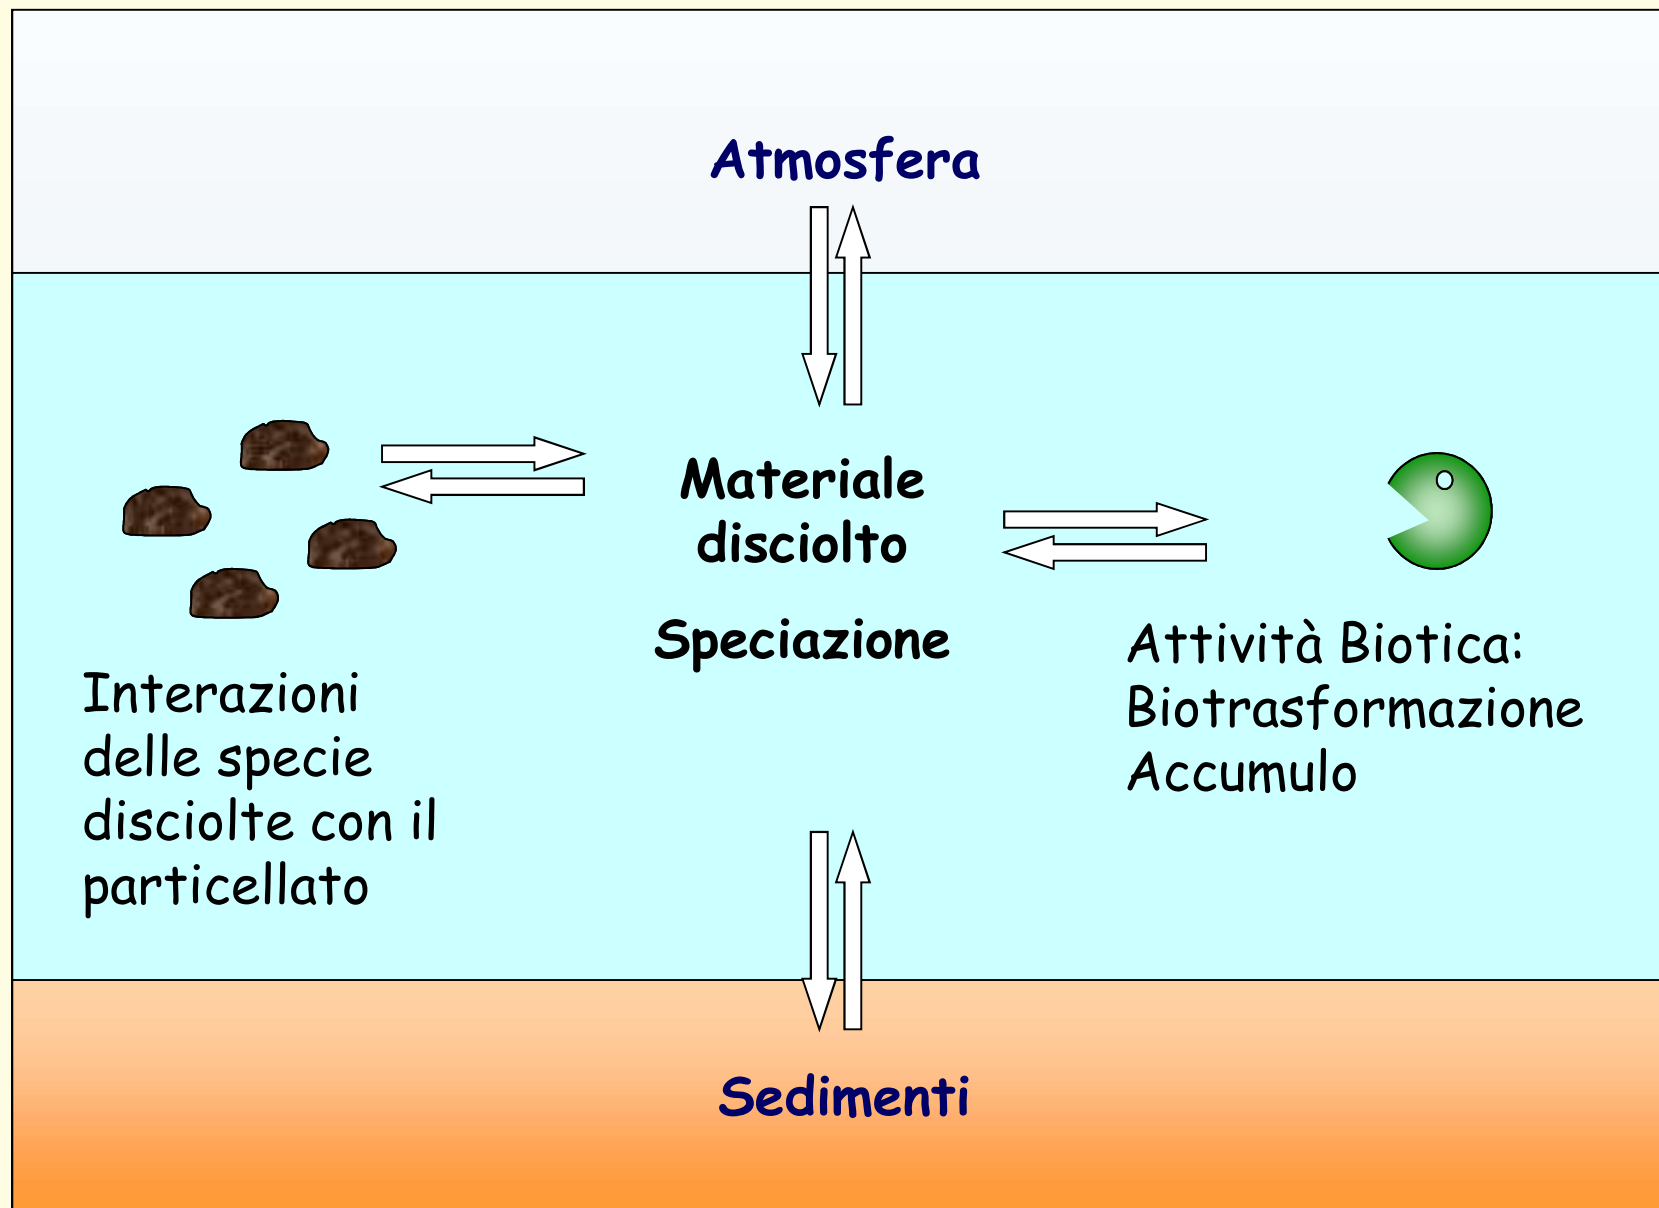 Atmosfera
Materiale
disciolto
Speciazione
Interazioni
delle specie
disciolte con il
particellato
Attività Biotica:
Biotrasformazione
Accumulo
Sedimenti